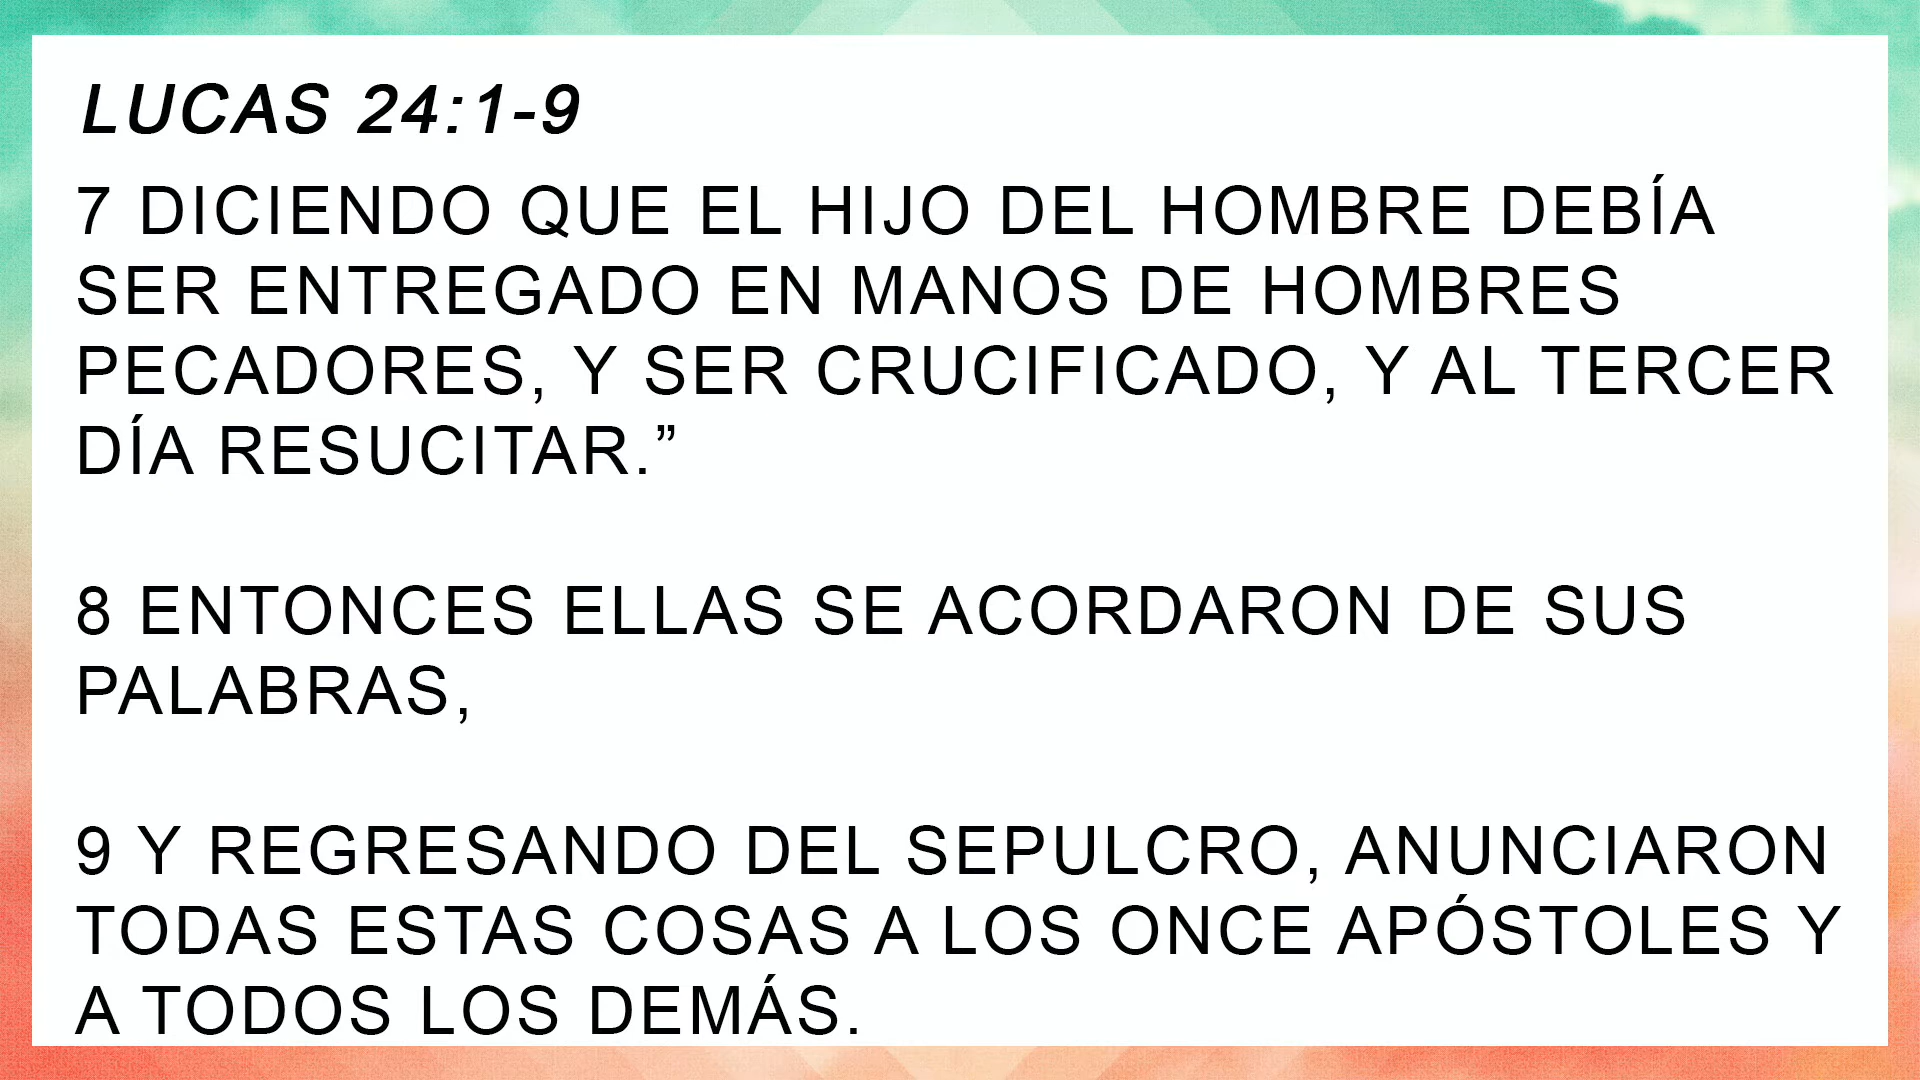 LUCAS 24:1-9
7 DICIENDO QUE EL HIJO DEL HOMBRE DEBÍA
SER ENTREGADO EN MANOS DE HOMBRES
PECADORES, Y SER CRUCIFICADO, Y AL TERCER
DÍA RESUCITAR.”
8 ENTONCES ELLAS SE ACORDARON DE SUS
PALABRAS,
9 Y REGRESANDO DEL SEPULCRO, ANUNCIARON
TODAS ESTAS COSAS A LOS ONCE APÓSTOLES Y
A TODOS LOS DEMÁS.